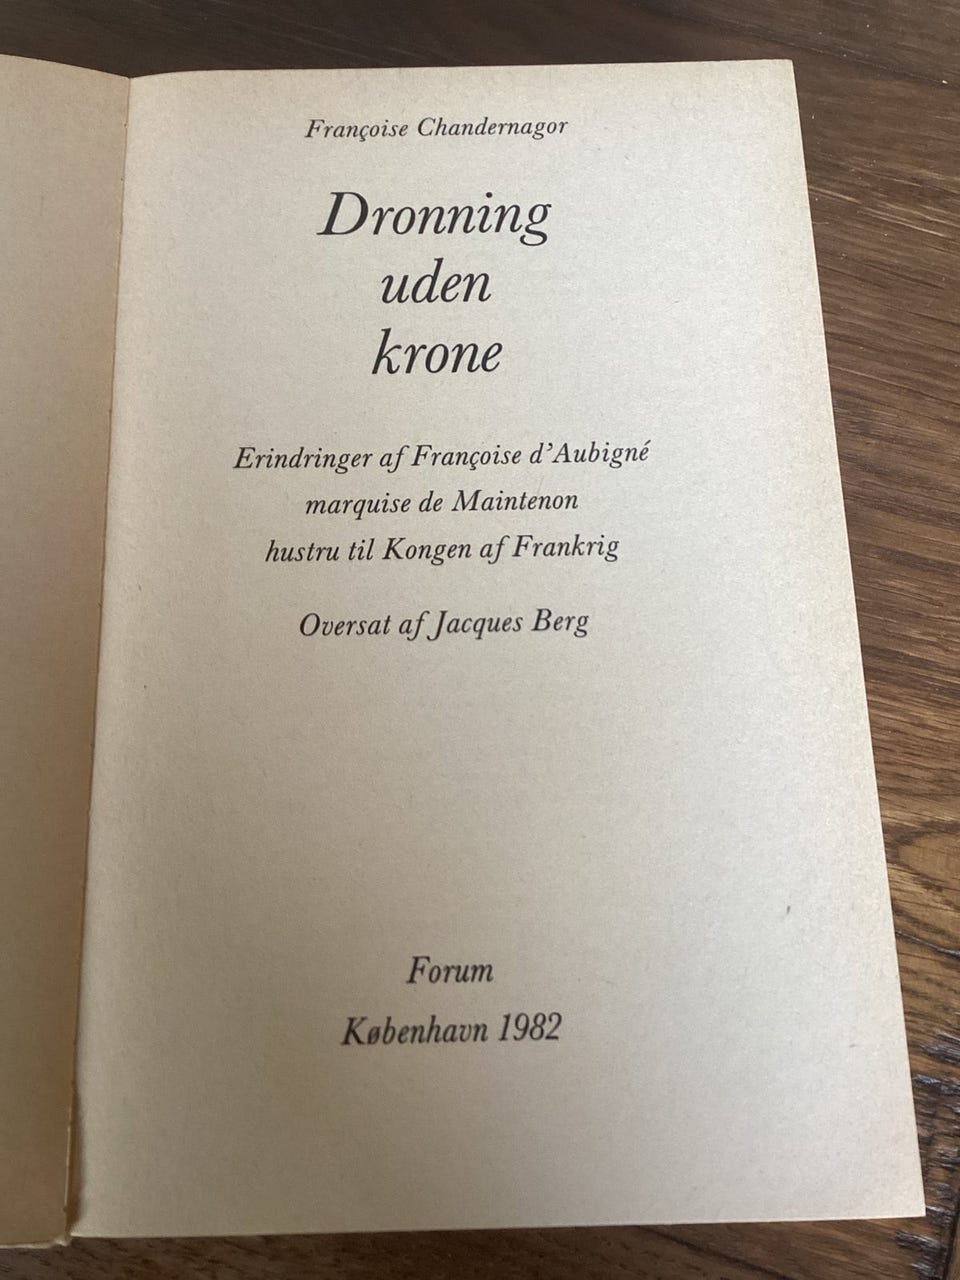 Françoise Chandernagor
Dronning
uden
krone
Erindringer af Françoise d'Aubigné
marquise de Maintenon
hustru til Kongen af Frankrig
Oversat af Jacques Berg
Forum
København 1982